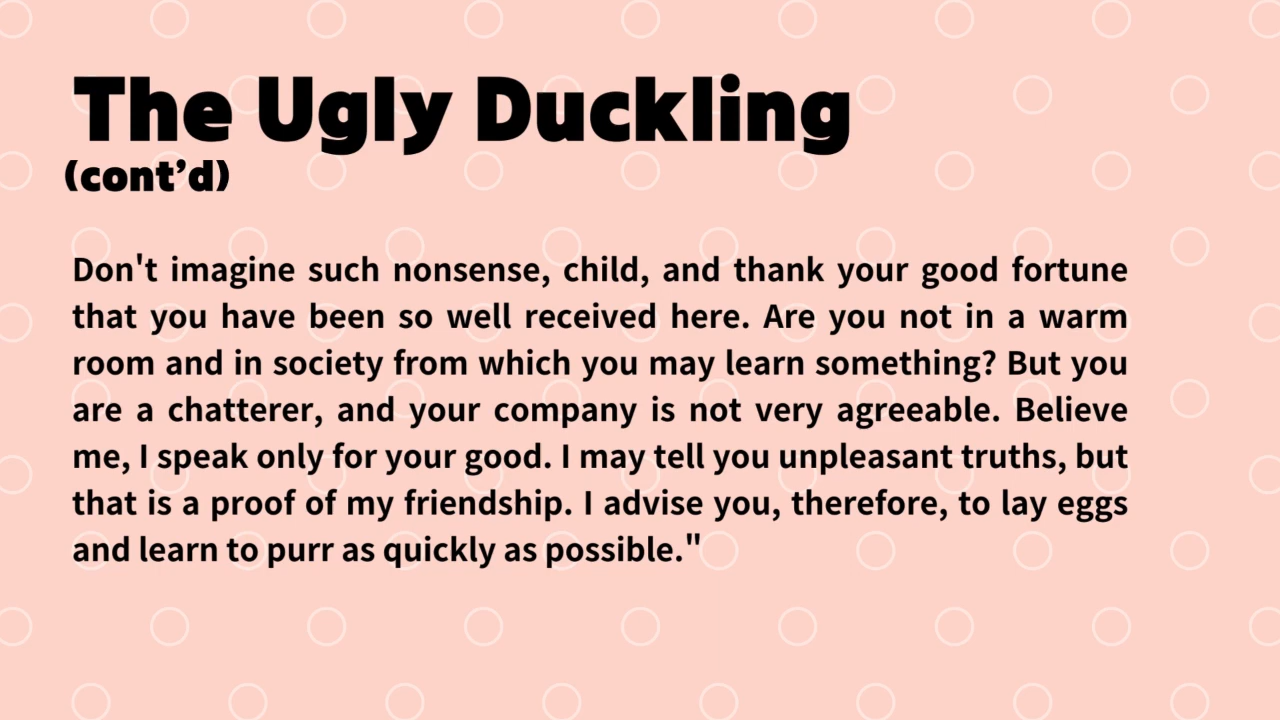 The Ugly Duckling
(cont’d)
Don't imagine such nonsense, child, and thank your good fortune
that you have been so well received here. Are you not in a warm
room and in society from which you may learn something? But you
are a chatterer, and your company is not very agreeable. Believe
me, I speak only for your good. I may tell you unpleasant truths, but
that is a proof of my friendship. I advise you, therefore, to lay eggs
and learn to purr as quickly as possible."